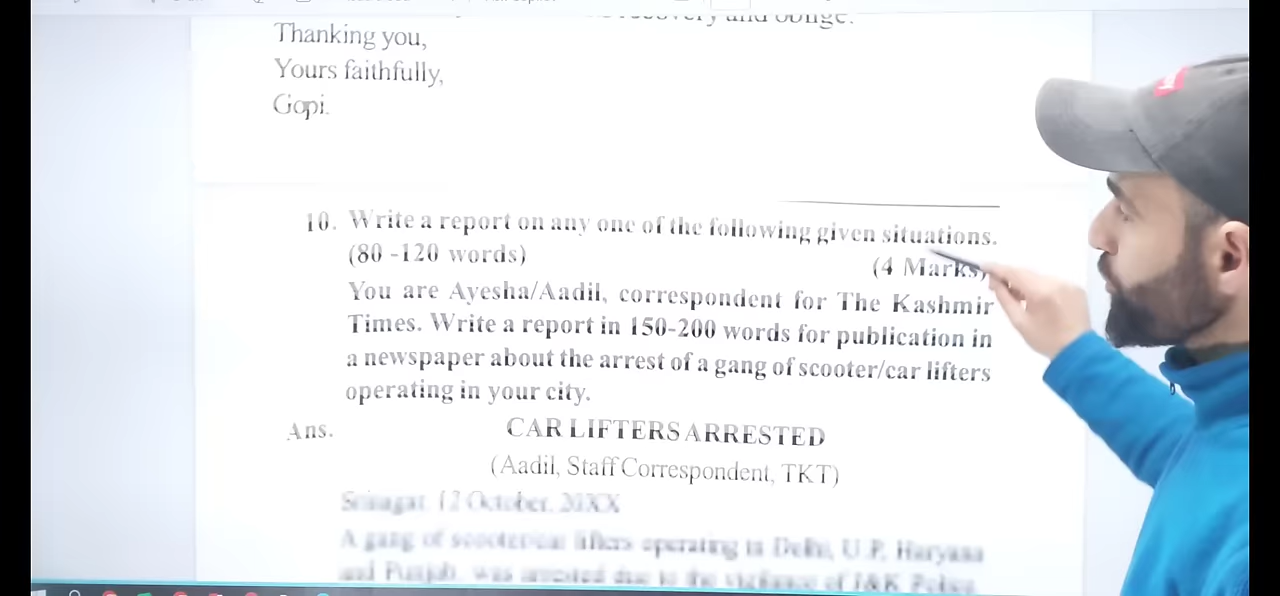 very and oblige.
Thanking you,
Yours faithfully,
Gopi.
10. Write a report on any one of the following given situations.
(80 -120 words)
(4 Marks)
You are Ayesha/Aadil, correspondent for The Kashmir
Times. Write a report in 150-200 words for publication in
a newspaper about the arrest of a gang of scooter/car lifters
operating in your city.
Ans. CAR LIFTERS ARRESTED
(Aadil, Staff Correspondent, TKT)
Srinagar, 12 October, 20XX
A gang of scooter/car lifters operating in Delhi, U.P, Haryana
and Punjab, was arrested due to the vigilance of J&K Police.